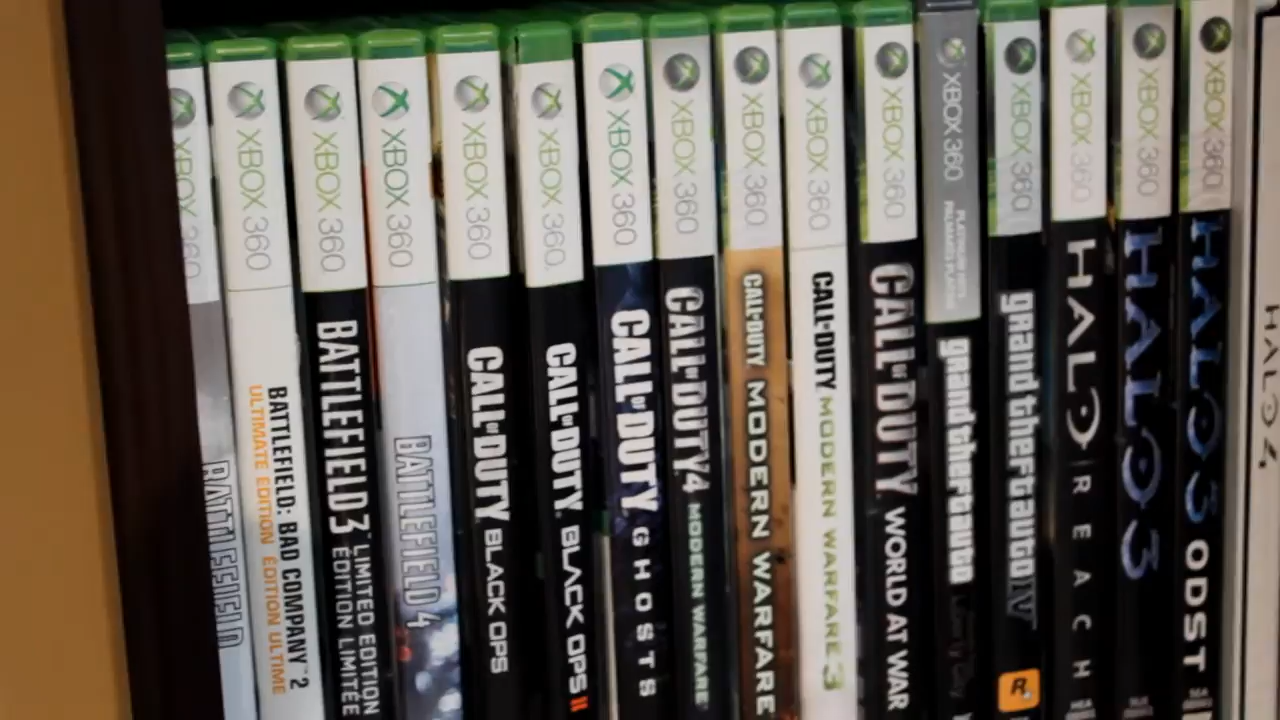 XBOX 360
BATTLEFIELD
XBOX 360
BATTLEFIELD: BAD COMPANY™ 2
ULTIMATE EDITION ÉDITION ULTIME
XBOX 360
BATTLEFIELD 3™ LIMITED EDITION
ÉDITION LIMITÉE
XBOX 360
BATTLEFIELD 4
XBOX 360
CALL OF DUTY BLACK OPS
XBOX 360
CALL OF DUTY BLACK OPS II
XBOX 360
CALL OF DUTY GHOSTS
XBOX 360
CALL OF DUTY 4 MODERN WARFARE
XBOX 360
CALL OF DUTY MODERN WARFARE
XBOX 360
CALL OF DUTY MODERN WARFARE 3
XBOX 360
CALL OF DUTY WORLD AT WAR
XBOX 360
grand theft auto
XBOX 360
grand theft auto IV
R
XBOX 360
HALO REACH
XBOX 360
HALO 3
XBOX 360
HALO 3 ODST
HALO 4